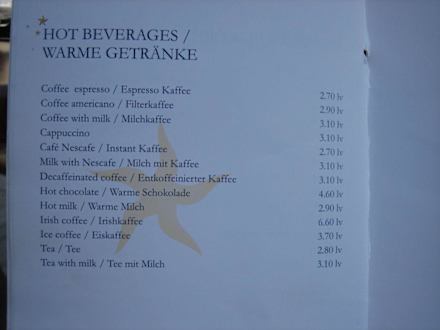 HOT BEVERAGES /
WARME GETRÄNKE
Coffee espresso / Espresso Kaffee 2.70 lv
Coffee americano / Filterkaffee 2.90 lv
Coffee with milk / Milchkaffee 3.10 lv
Cappuccino 3.10 lv
Café Nescafe / Instant Kaffee 2.70 lv
Milk with Nescafe / Milch mit Kaffee 3.10 lv
Decaffeinated coffee / Entkoffeinierter Kaffee 3.10 lv
Hot chocolate / Warme Schokolade 4.60 lv
Hot milk / Warme Milch 2.90 lv
Irish coffee / Irishkaffee 6.60 lv
Ice coffee / Eiskaffee 3.70 lv
Tea / Tee 2.80 lv
Tea with milk / Tee mit Milch 3.10 lv